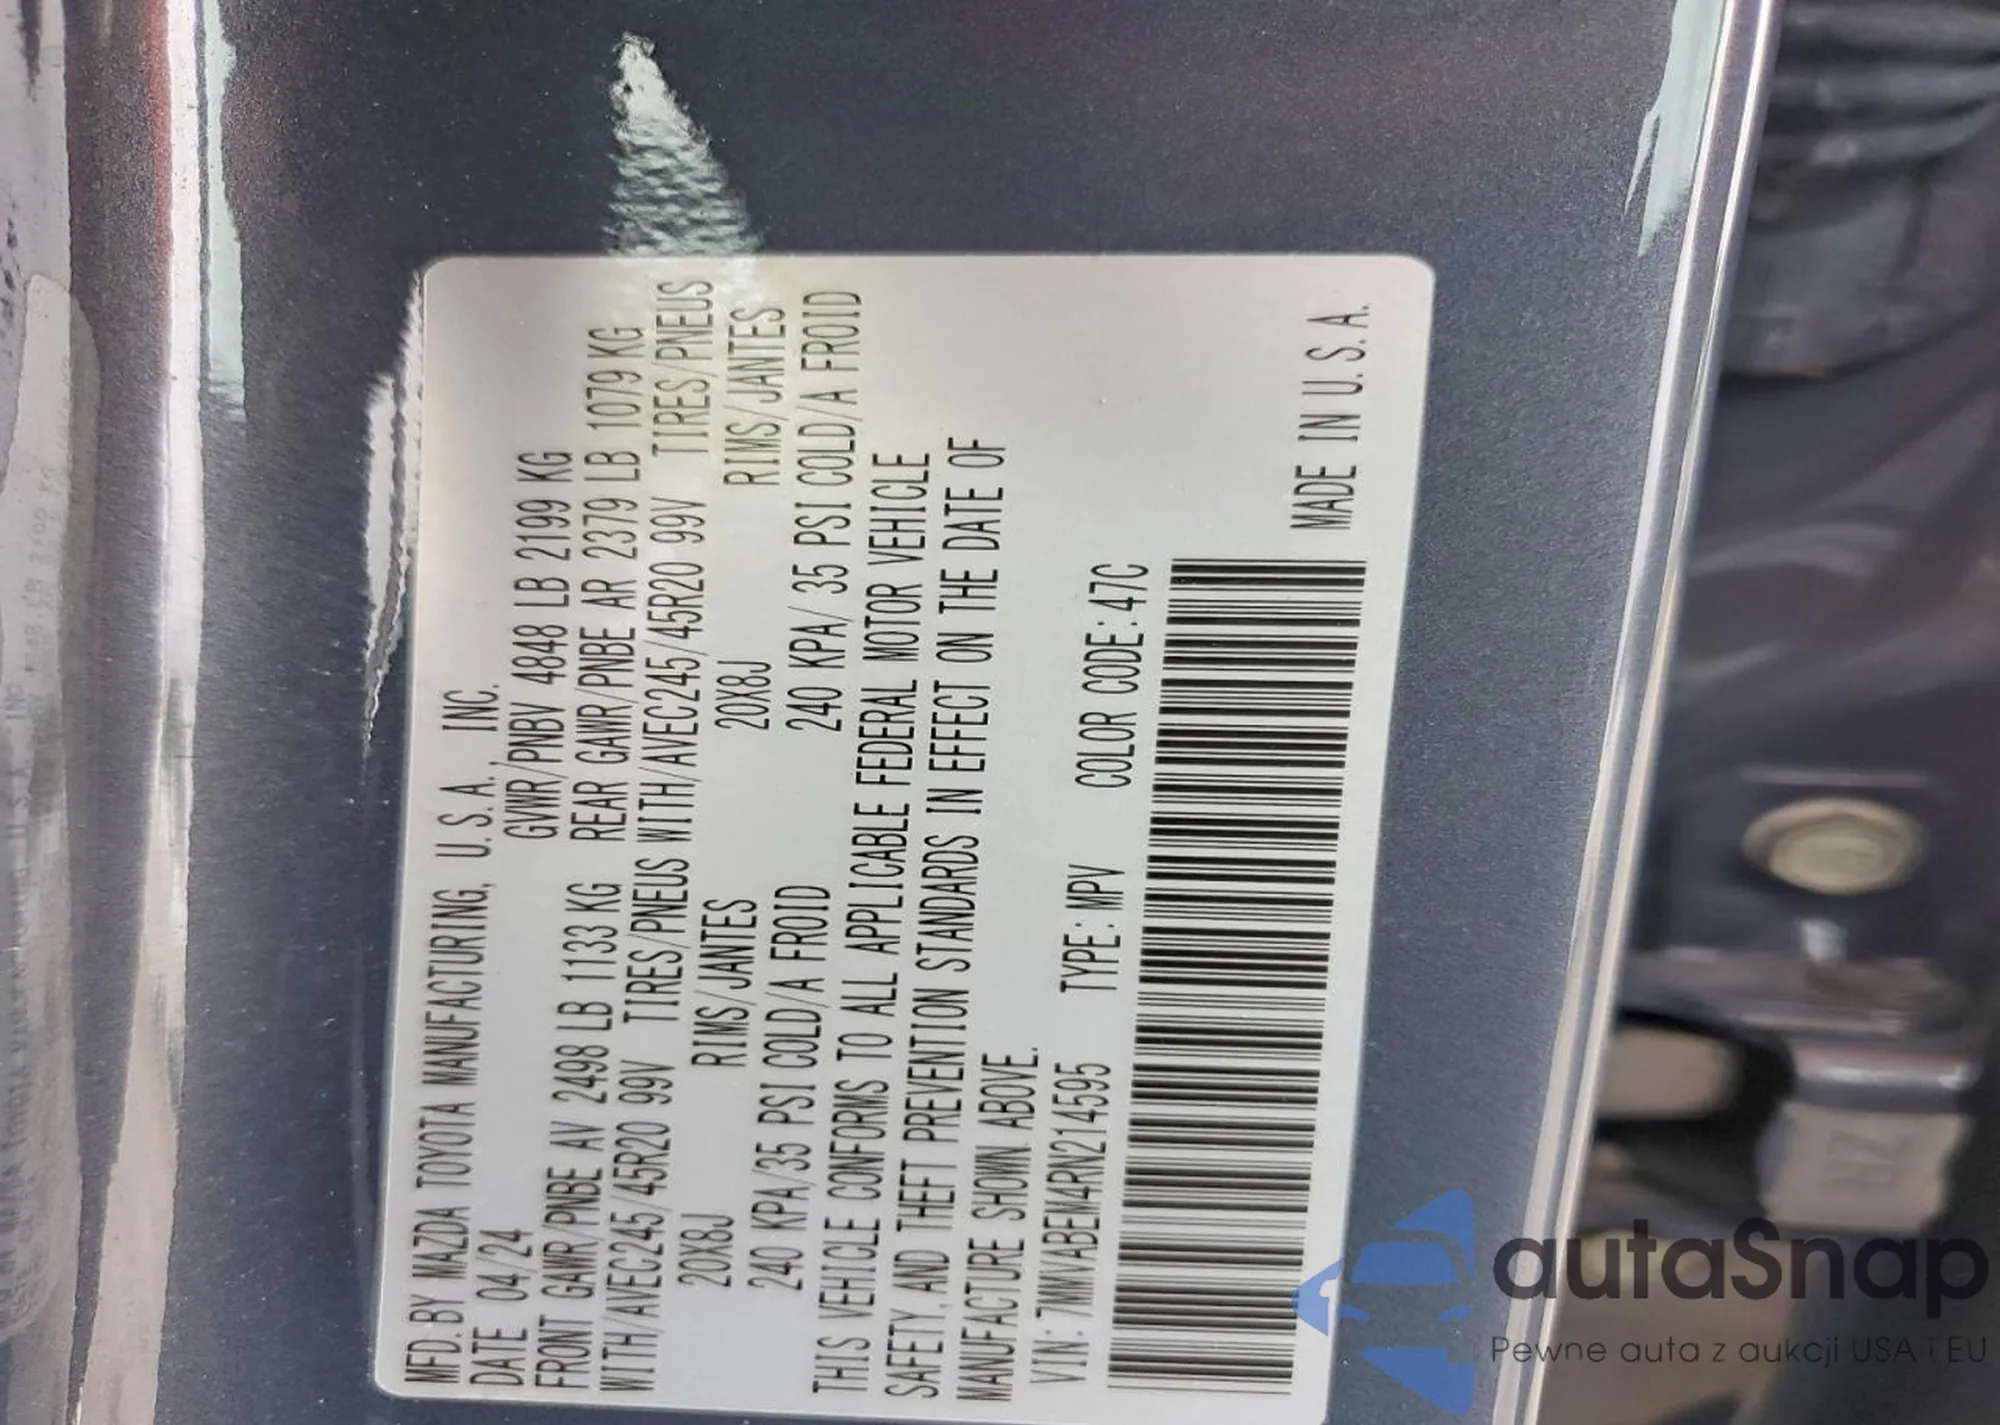 MFD. BY MAZDA TOYOTA MANUFACTURING, U.S.A., INC.
DATE 04/24 GVWR/PNBV 4848 LB 2199 KG
FRONT GAWR/PNBE AV 2498 LB 1133 KG REAR GAWR/PNBE AR 2379 LB 1079 KG
WITH/AVEC245/45R20 99V TIRES/PNEUS WITH/AVEC245/45R20 99V TIRES/PNEUS
20X8J RIMS/JANTES 20X8J RIMS/JANTES
240 KPA/35 PSI COLD/A FROID 240 KPA/ 35 PSI COLD/A FROID
THIS VEHICLE CONFORMS TO ALL APPLICABLE FEDERAL MOTOR VEHICLE
SAFETY, AND THEFT PREVENTION STANDARDS IN EFFECT ON THE DATE OF
MANUFACTURE SHOWN ABOVE.
VIN: 7MMVABEM4RN214595 TYPE: MPV COLOR CODE: 47C
MADE IN U.S.A.
2R
autaSnap
Pewne auta z aukcji USA i EU